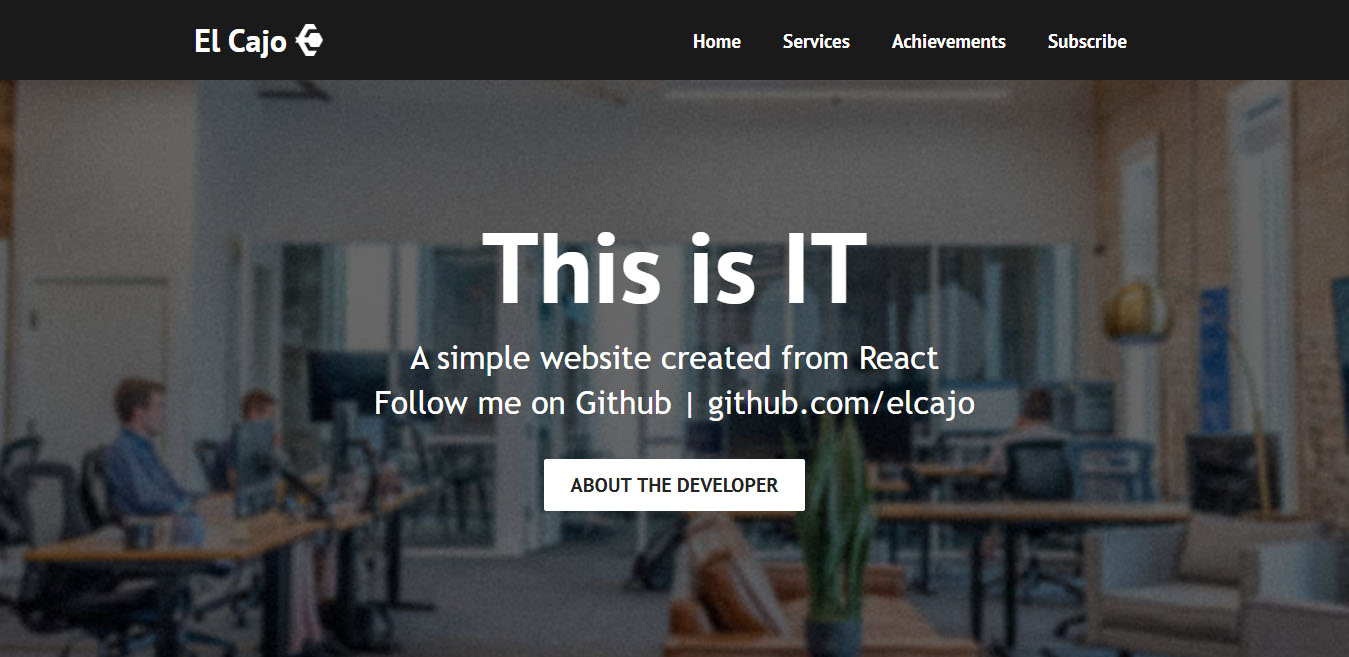 El Cajo
Home Services Achievements Subscribe
This is IT
A simple website created from React
Follow me on Github | github.com/elcajo
ABOUT THE DEVELOPER